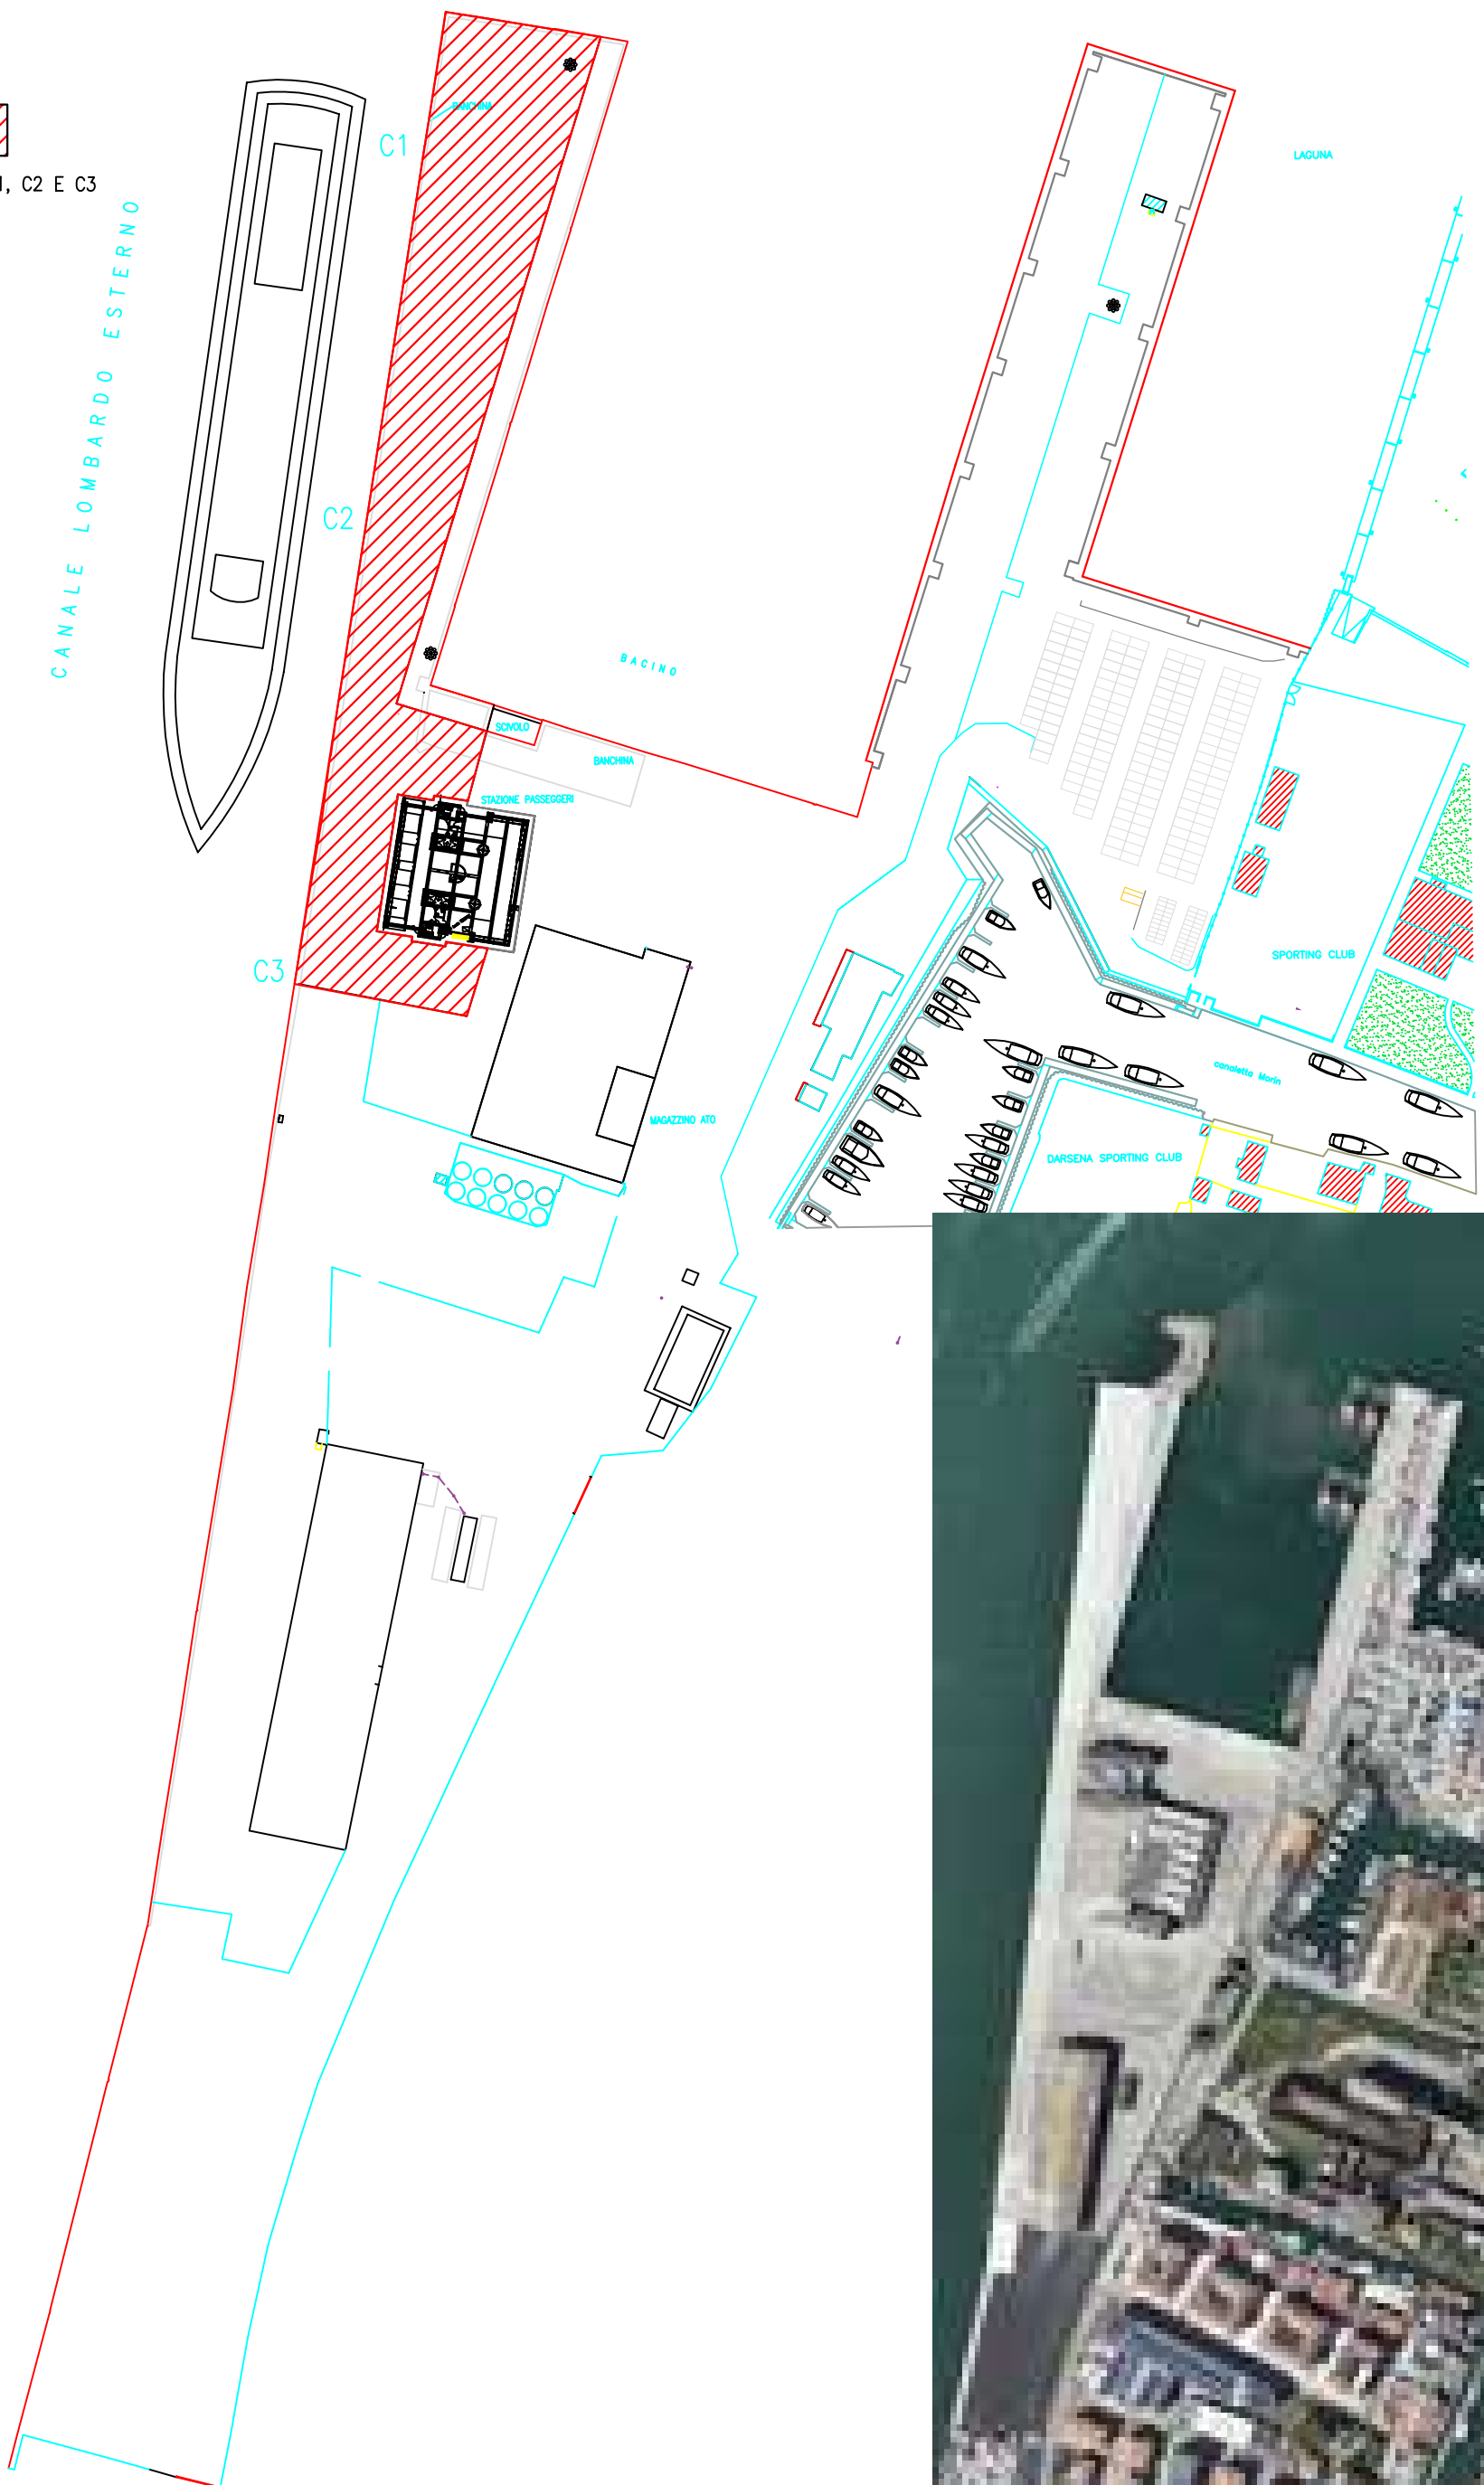 C1
BANCHINA
LAGUNA
, C2 E C3
CANALE LOMBARDO ESTERNO
C2
BACINO
SCIVOLO
BANCHINA
STAZIONE PASSEGGERI
C3
SPORTING CLUB
canaletta Morin
MAGAZZINO ATO
DARSENA SPORTING CLUB